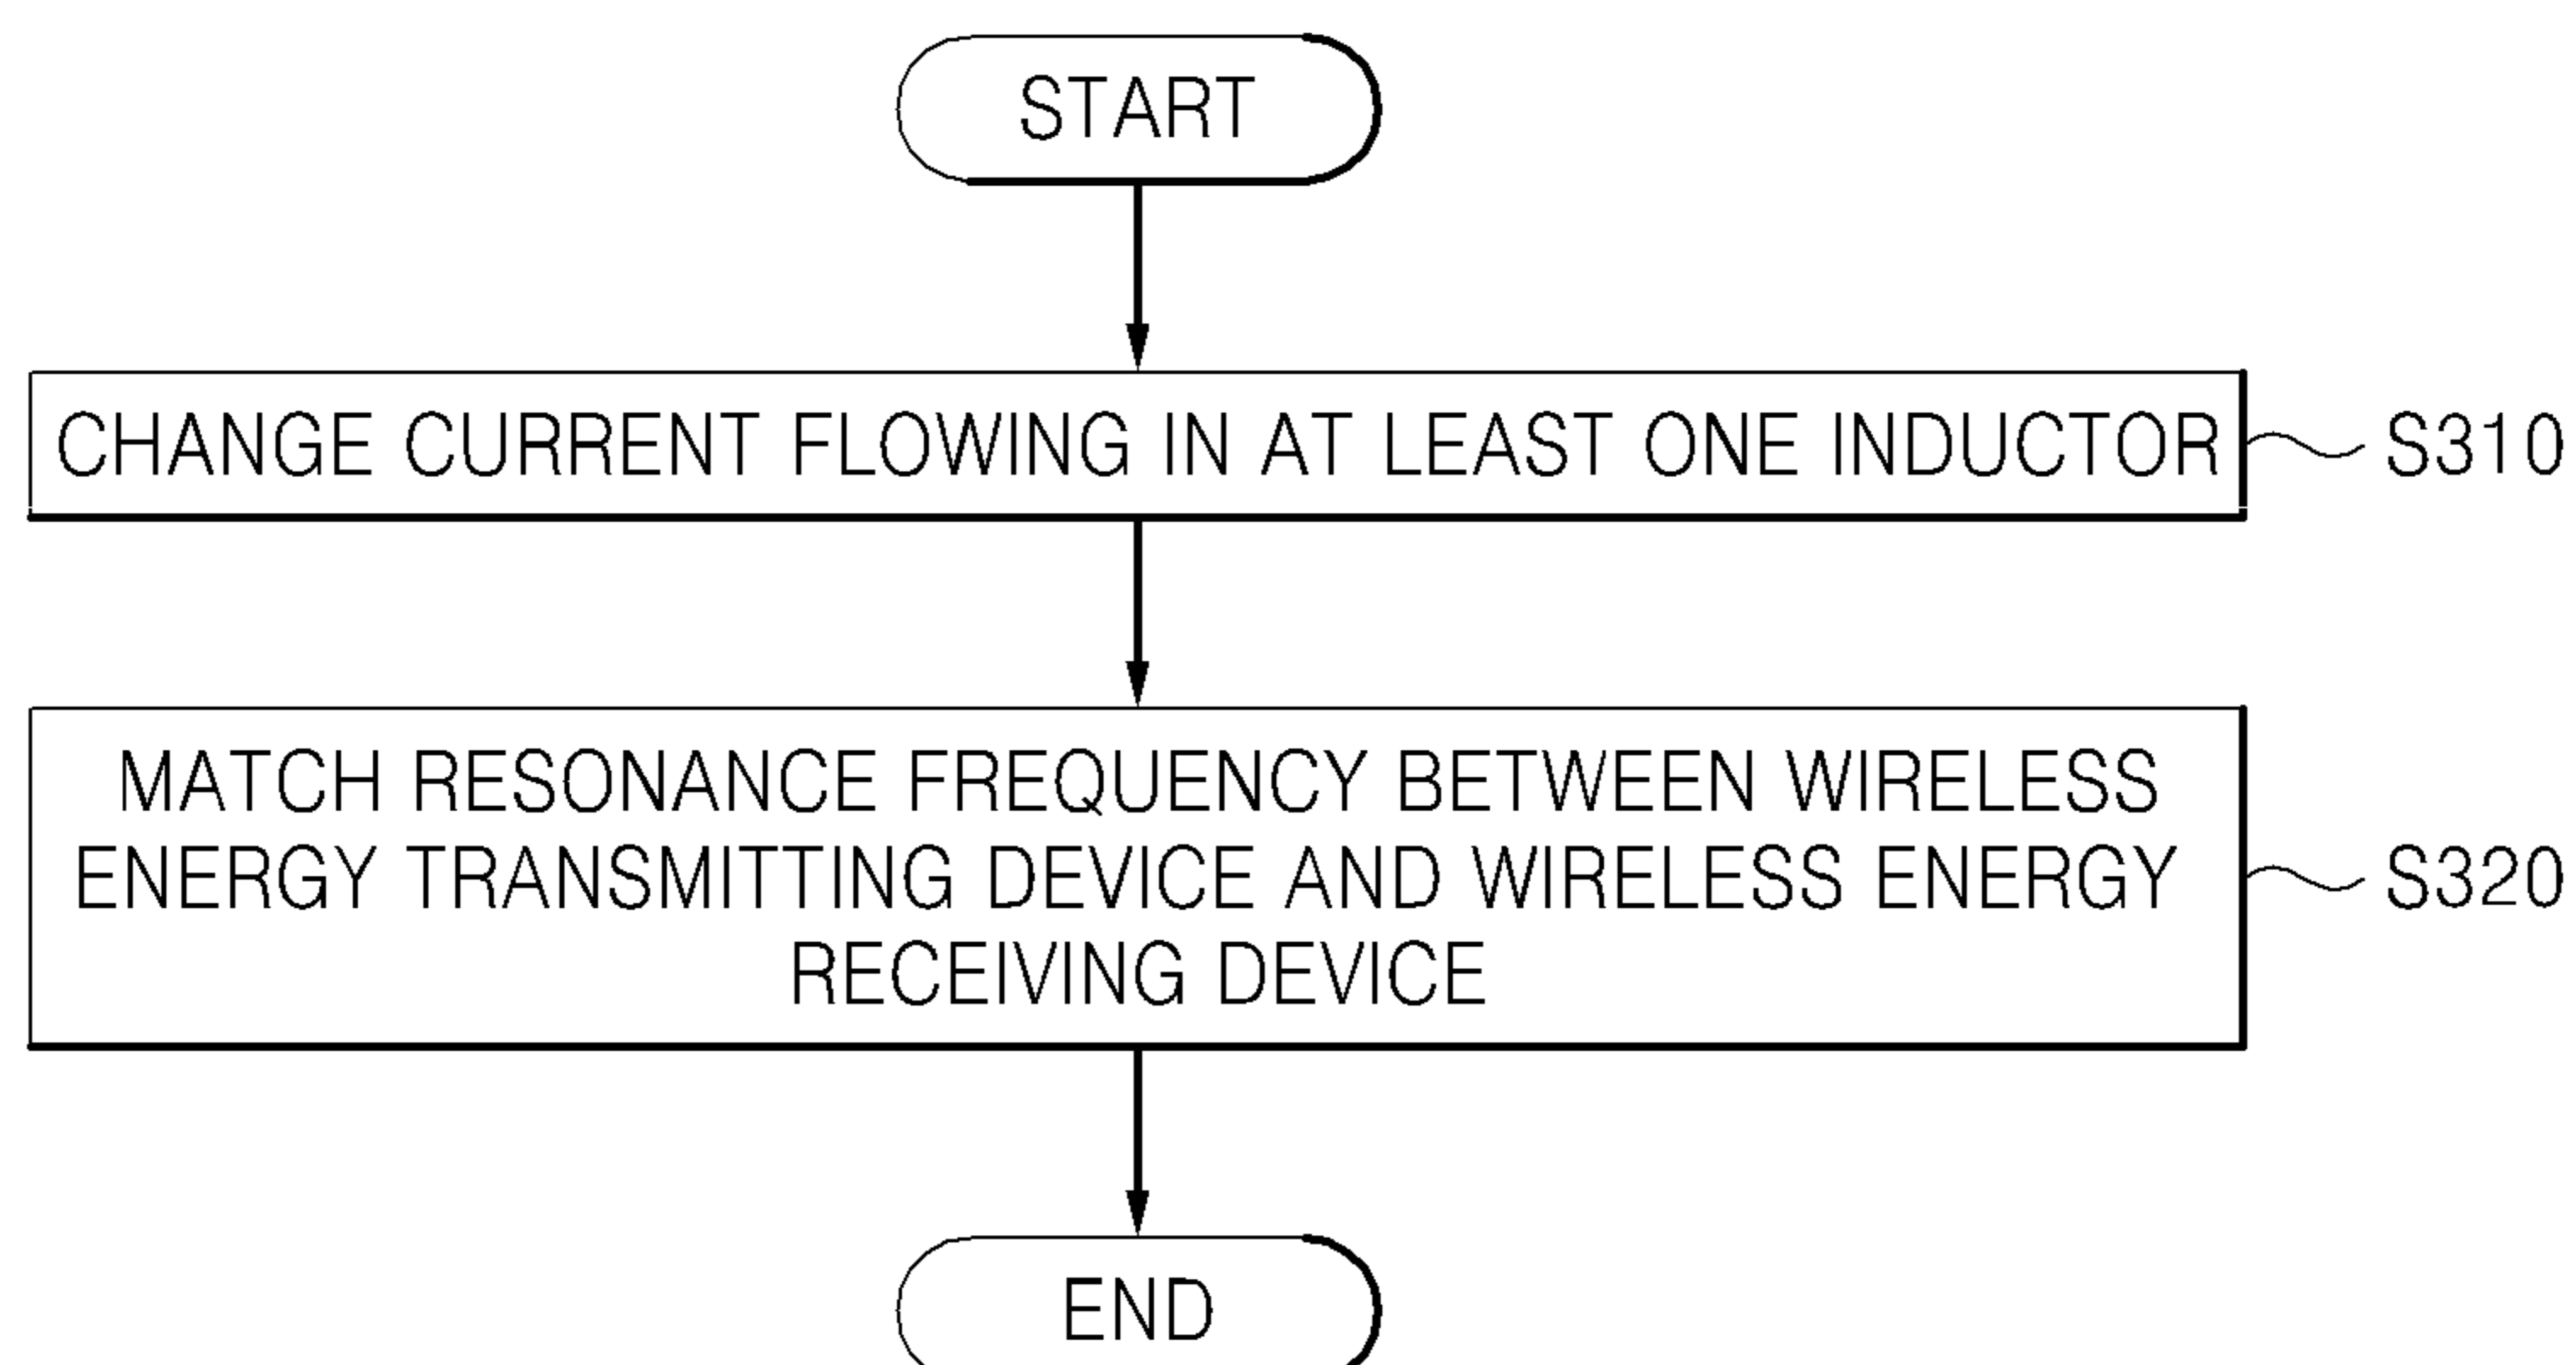 START
CHANGE CURRENT FLOWING IN AT LEAST ONE INDUCTOR
S310
MATCH RESONANCE FREQUENCY BETWEEN WIRELESS
ENERGY TRANSMITTING DEVICE AND WIRELESS ENERGY
RECEIVING DEVICE
S320
END